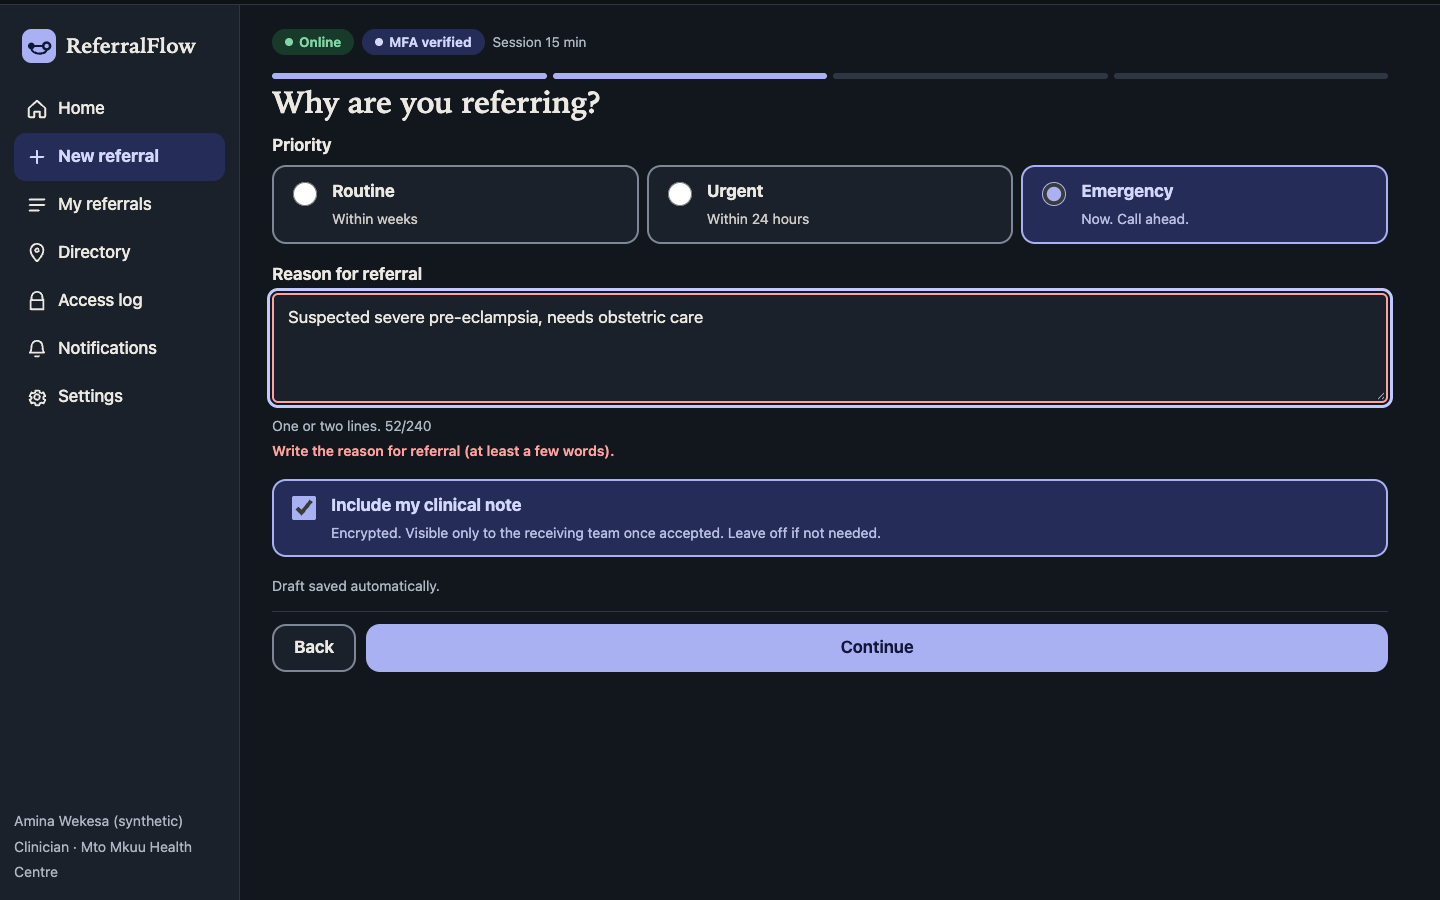 ReferralFlow
Home
New referral
My referrals
Directory
Access log
Notifications
Settings
Amina Wekesa (synthetic)
Clinician · Mto Mkuu Health
Centre
Online
MFA verified
Session 15 min
Why are you referring?
Priority
Routine
Within weeks
Urgent
Within 24 hours
Emergency
Now. Call ahead.
Reason for referral
Suspected severe pre-eclampsia, needs obstetric care
One or two lines. 52/240
Write the reason for referral (at least a few words).
Include my clinical note
Encrypted. Visible only to the receiving team once accepted. Leave off if not needed.
Draft saved automatically.
Back
Continue